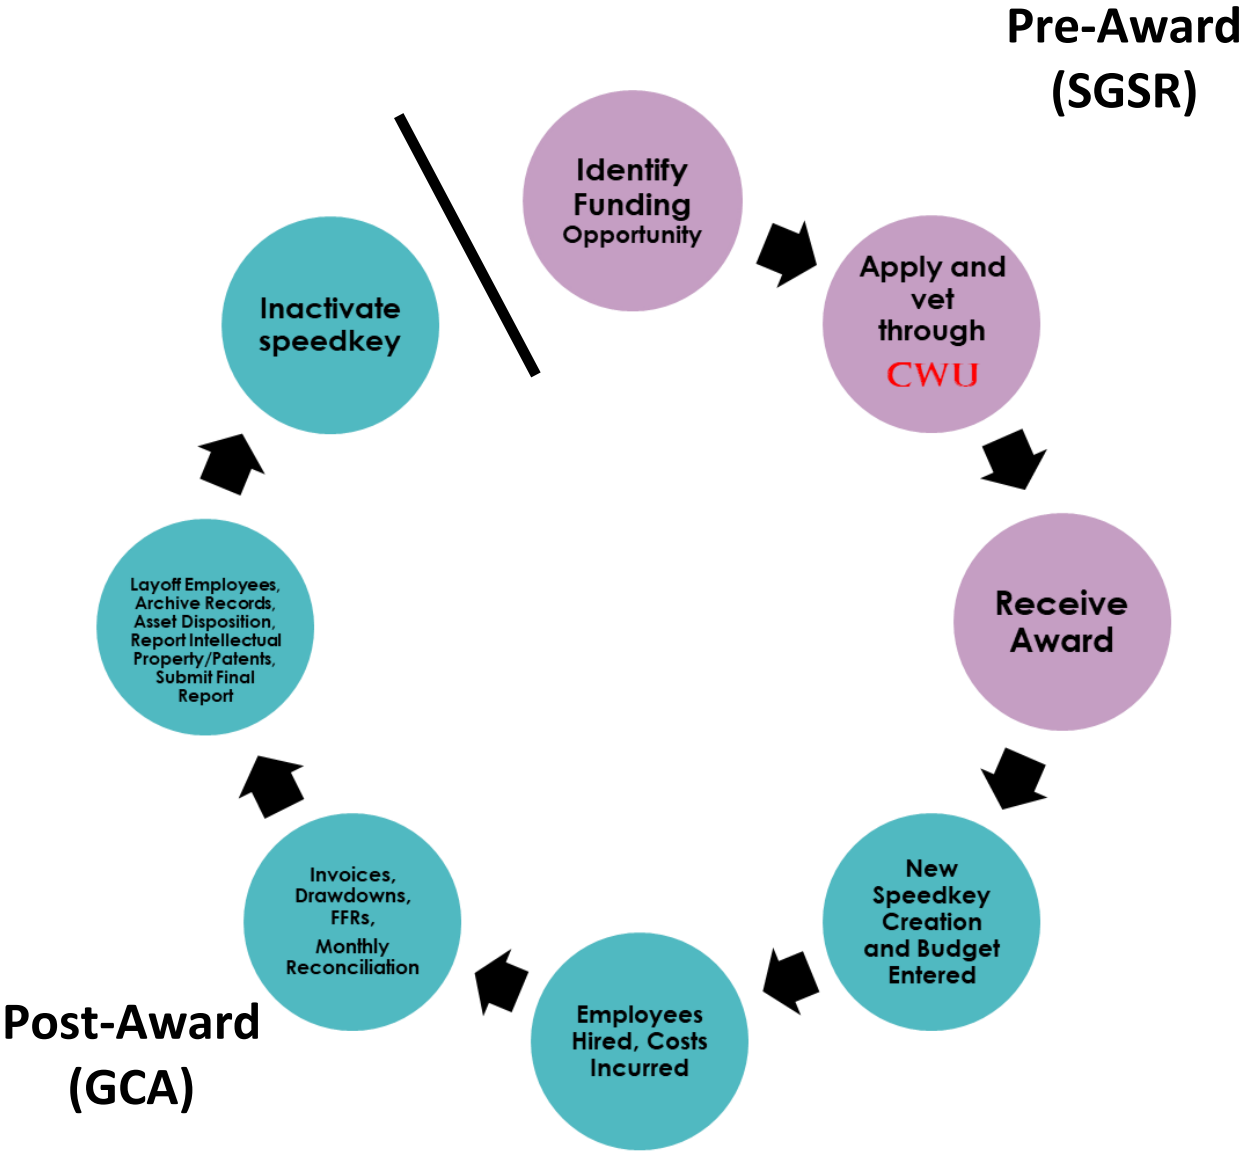 Pre-Award
(SGSR)
Identify
Funding
Opportunity
Apply and
vet
through
CWU
Receive
Award
New
Speedkey
Creation
and Budget
Entered
Employees
Hired, Costs
Incurred
Invoices,
Drawdowns,
FFRs,
Monthly
Reconciliation
Layoff Employees,
Archive Records,
Asset Disposition,
Report Intellectual
Property/Patents,
Submit Final
Report
Inactivate
speedkey
Post-Award
(GCA)